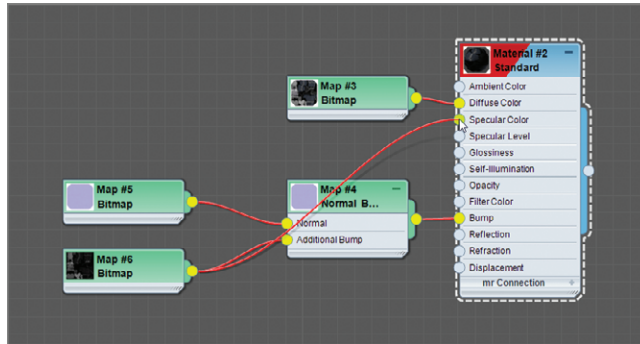 Material #2
Standard
Ambient Color
Diffuse Color
Specular Color
Specular Level
Glossiness
Self-Illumination
Opacity
Filter Color
Bump
Reflection
Refraction
Displacement
mr Connection
Map #3
Bitmap
Map #5
Bitmap
Map #4
Normal B...
Normal
Additional Bump
Map #6
Bitmap